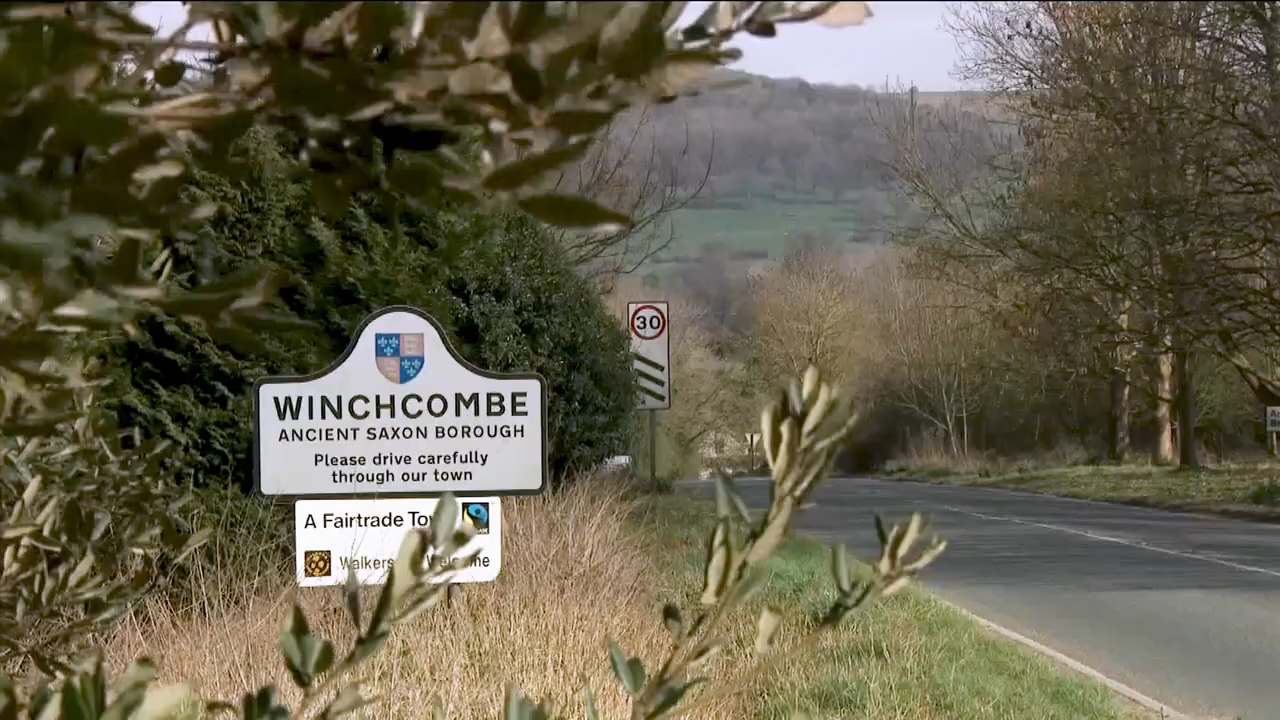 WINCHCOMBE
ANCIENT SAXON BOROUGH
Please drive carefully
through our town
A Fairtrade
Walkers
30